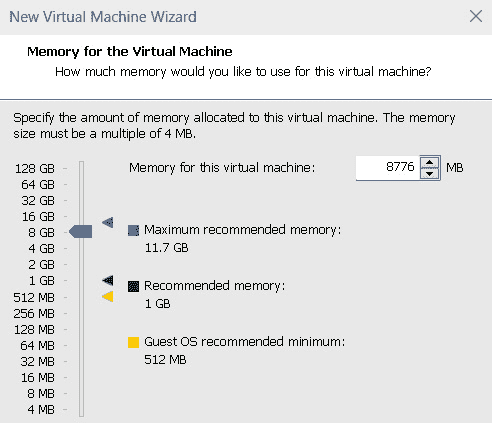 New Virtual Machine Wizard
Memory for the Virtual Machine
How much memory would you like to use for this virtual machine?
Specify the amount of memory allocated to this virtual machine. The memory
size must be a multiple of 4 MB.
Memory for this virtual machine: 8776 MB
128 GB
64 GB
32 GB
16 GB
8 GB
4 GB
2 GB
1 GB
512 MB
256 MB
128 MB
64 MB
32 MB
16 MB
8 MB
4 MB
Maximum recommended memory:
11.7 GB
Recommended memory:
1 GB
Guest OS recommended minimum:
512 MB